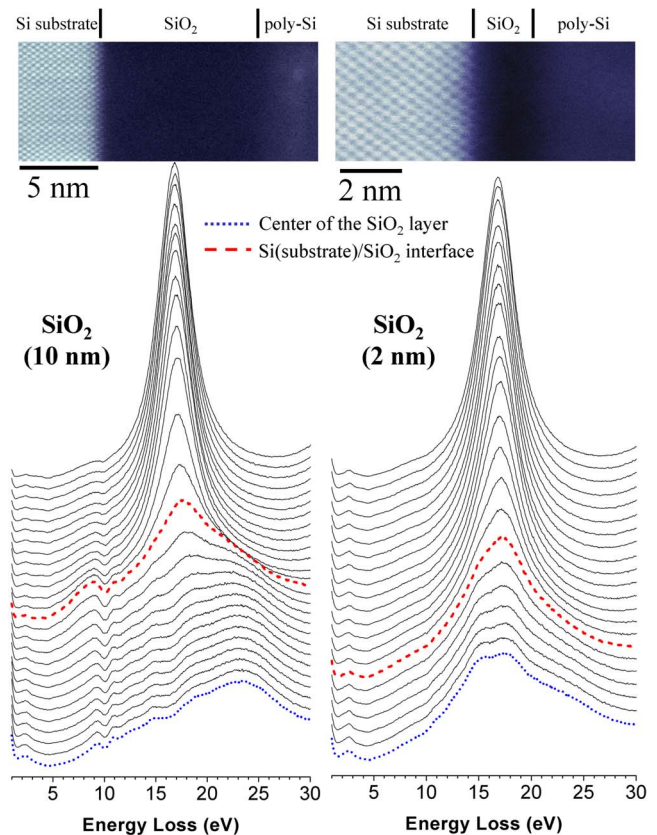 Si substrate SiO₂ poly-Si
Si substrate SiO₂ poly-Si
5 nm
2 nm
Center of the SiO₂ layer
Si(substrate)/SiO₂ interface
SiO₂
(10 nm)
SiO₂
(2 nm)
5 10 15 20 25 30
5 10 15 20 25 30
Energy Loss (eV)
Energy Loss (eV)